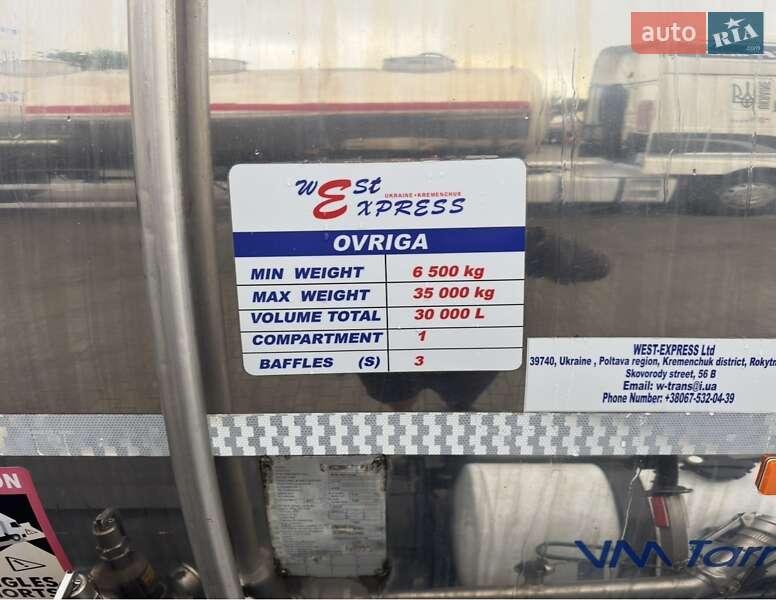 auto RIA
.com
UKRAINE
wEst
UKRAINE•KREMENCHUK
EXPRESS
OVRIGA
MIN WEIGHT 6 500 kg
MAX WEIGHT 35 000 kg
VOLUME TOTAL 30 000 L
COMPARTMENT 1
BAFFLES (S) 3
WEST-EXPRESS Ltd
39740, Ukraine , Poltava region, Kremenchuk district,
Skovorody street, 56 B
Email: w-trans@i.ua
Phone Number: +38067-532-04-39
VM